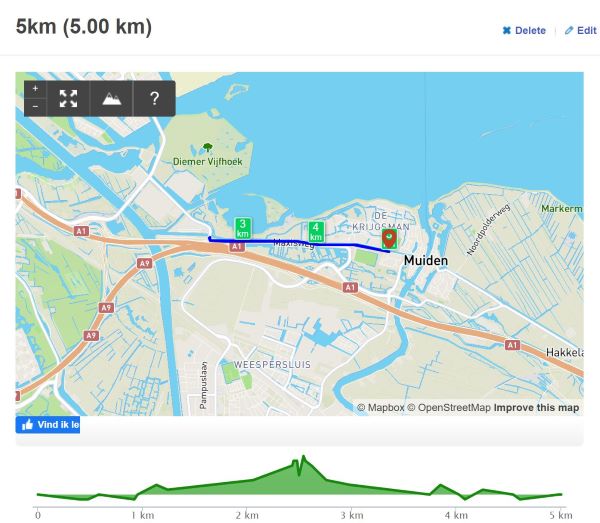 5km (5.00 km)
Delete
Edit
+
−
?
Diemer Vijfhoek
3
km
4
km
DE
KRIJGSMAN
Noordpolderweg
Markerm
A1
Maxisweg
Muiden
A9
A1
A9
A9
A1
Hakkela
WEESPERSLUIS
Pampuslaan
A1
© Mapbox © OpenStreetMap Improve this map
Vind ik le
0
1 km
2 km
3 km
4 km
5 km